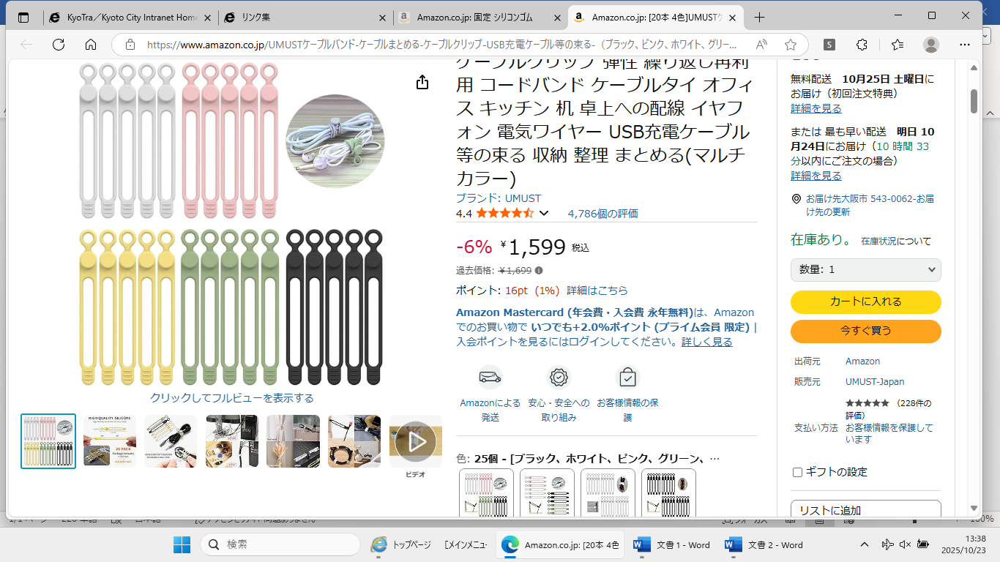 KyoTra／Kyoto City Intranet Home
リンク集
Amazon.co.jp: 固定 シリコンゴム
Amazon.co.jp: [20本 4色]UMUSTケ
https://www.amazon.co.jp/UMUSTケーブルバンド-ケーブルまとめる-ケーブルクリップ-USB充電ケーブル等の束る-（ブラック、ピンク、ホワイト、グリー...
ケーブルクリップ 弾性 繰り返し再利
用 コードバンド ケーブルタイ オフィ
ス キッチン 机 卓上への配線 イヤフ
ォン 電気ワイヤー USB充電ケーブル
等の束る 収納 整理 まとめる(マルチ
カラー)
ブランド: UMUST
4.4
4,786個の評価
-6% ¥1,599 税込
過去価格: ¥1,699
ポイント: 16pt (1%) 詳細はこちら
Amazon Mastercard (年会費・入会費 永年無料)は、Amazon
でのお買い物で いつでも+2.0%ポイント (プライム会員 限定) |
入会ポイントを見るにはログインしてください。詳しく見る
Amazonによる
発送
安心・安全への
取り組み
お客様情報の保
護
色: 25個 - [ブラック、ホワイト、ピンク、グリーン、…
クリックしてフルビューを表示する
HIGH QUALITY SILICONE
25 PACK
ビデオ
無料配送 10月25日 土曜日に
お届け（初回注文特典）
詳細を見る
または 最も早い配送 明日 10
月24日にお届け（10 時間 33
分以内にご注文の場合）
詳細を見る
お届け先大阪市 543-0062-お届
け先の更新
在庫あり。 在庫状況について
数量: 1
カートに入れる
今すぐ買う
出荷元 Amazon
販売元 UMUST-Japan
★★★★★ （228件の
評価）
支払い方法 お客様情報を保護して
います
ギフトの設定
リストに追加
100%
検索
トップページ
[メインメニュ-
Amazon.co.jp: [20本 4色
文書 1 - Word
文書 2 - Word
13:38
2025/10/23